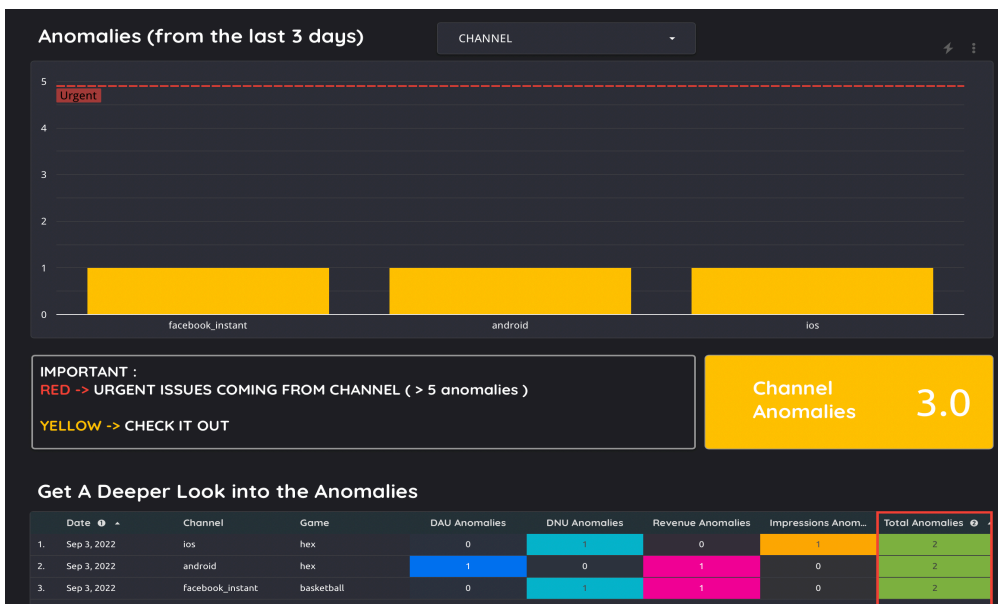 Anomalies (from the last 3 days)
CHANNEL
5
Urgent
4
3
2
1
0
facebook_instant android ios
IMPORTANT :
RED -> URGENT ISSUES COMING FROM CHANNEL ( > 5 anomalies )
YELLOW -> CHECK IT OUT
Channel
Anomalies
3.0
Get A Deeper Look into the Anomalies
Date Channel Game DAU Anomalies DNU Anomalies Revenue Anomalies Impressions Anom... Total Anomalies
1. Sep 3, 2022 ios hex 0 1 0 1 2
2. Sep 3, 2022 android hex 1 0 1 0 2
3. Sep 3, 2022 facebook_instant basketball 0 1 1 0 2